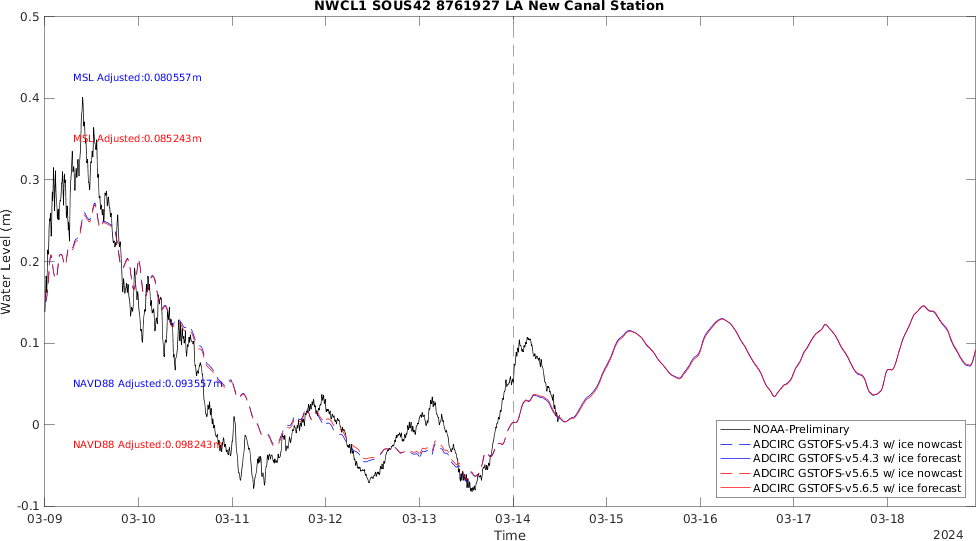 NWCL1 SOUS42 8761927 LA New Canal Station
0.5
0.4
0.3
0.2
0.1
0
-0.1
Water Level (m)
MSL Adjusted:0.080557m
MSL Adjusted:0.085243m
NAVD88 Adjusted:0.093557m
NAVD88 Adjusted:0.098243m
NOAA-Preliminary
ADCIRC GSTOFS-v5.4.3 w/ ice nowcast
ADCIRC GSTOFS-v5.4.3 w/ ice forecast
ADCIRC GSTOFS-v5.6.5 w/ ice nowcast
ADCIRC GSTOFS-v5.6.5 w/ ice forecast
03-09 03-10 03-11 03-12 03-13 03-14 03-15 03-16 03-17 03-18
Time
2024